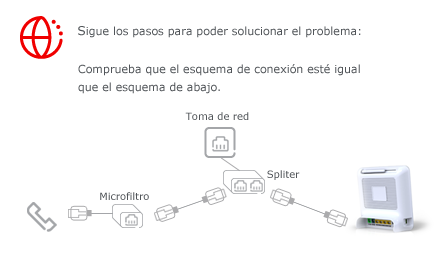 Sigue los pasos para poder solucionar el problema:
Comprueba que el esquema de conexión esté igual
que el esquema de abajo.
Toma de red
Spliter
Microfiltro